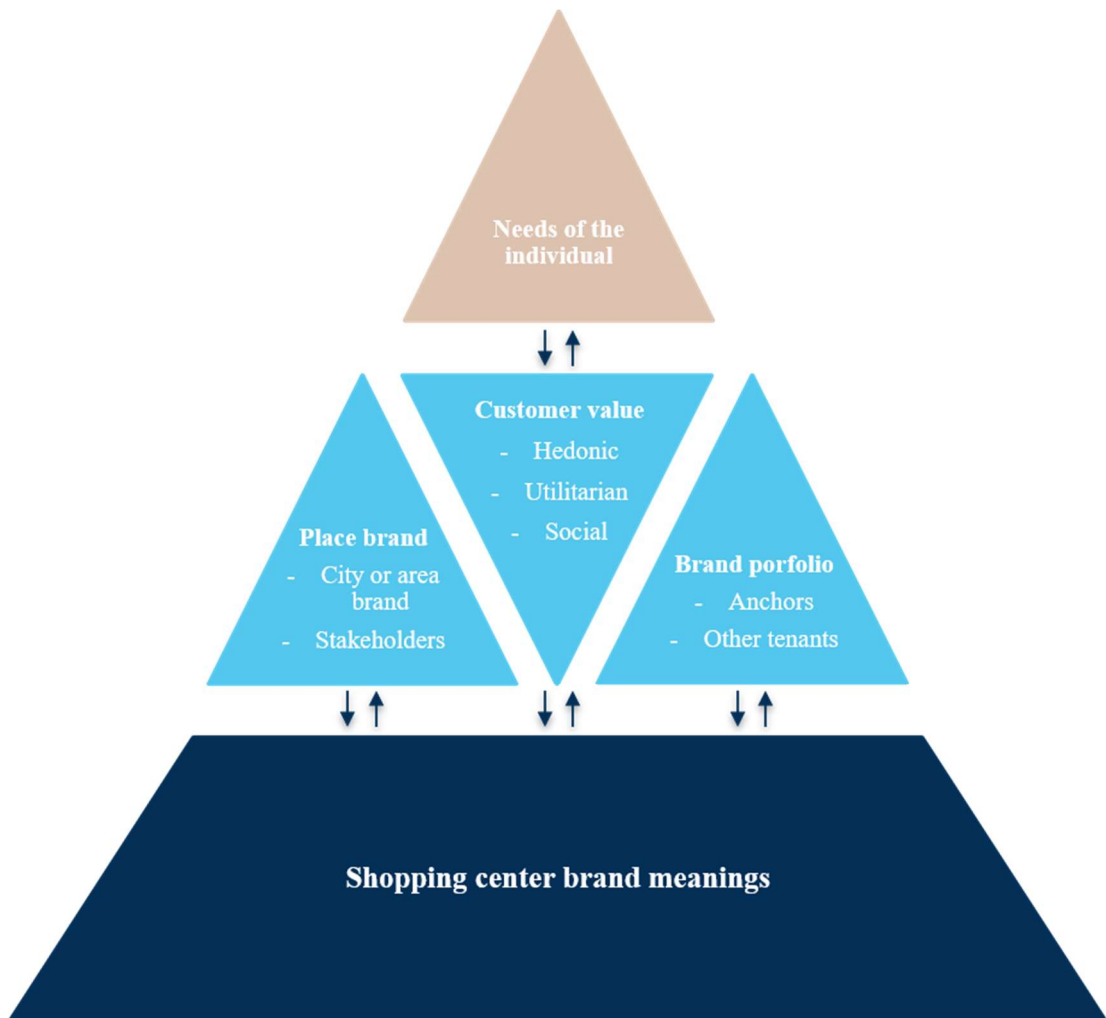 Needs of the
individual
Customer value
- Hedonic
- Utilitarian
- Social
Place brand
- City or area
brand
- Stakeholders
Brand porfolio
- Anchors
- Other tenants
Shopping center brand meanings